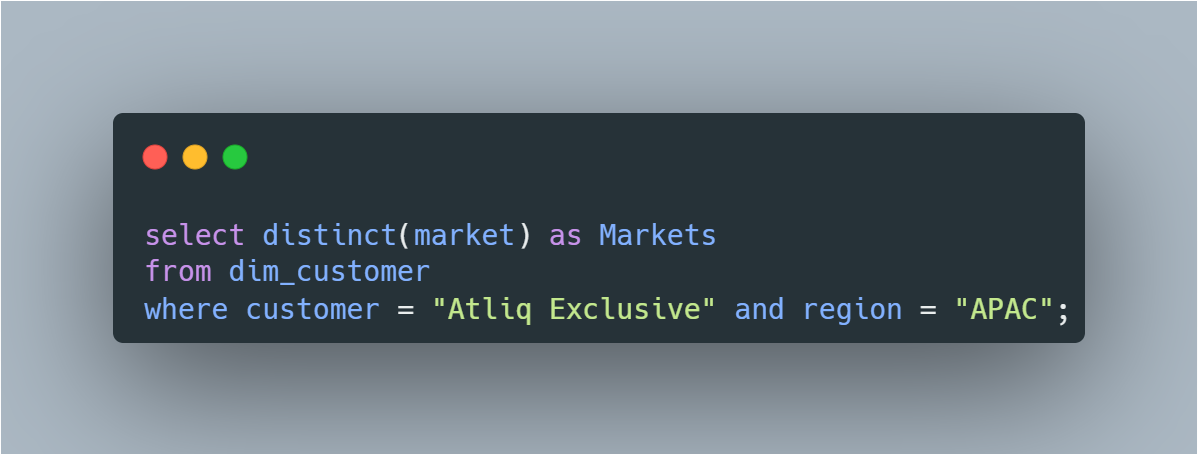 select distinct(market) as Markets
from dim_customer
where customer = "Atliq Exclusive" and region = "APAC";